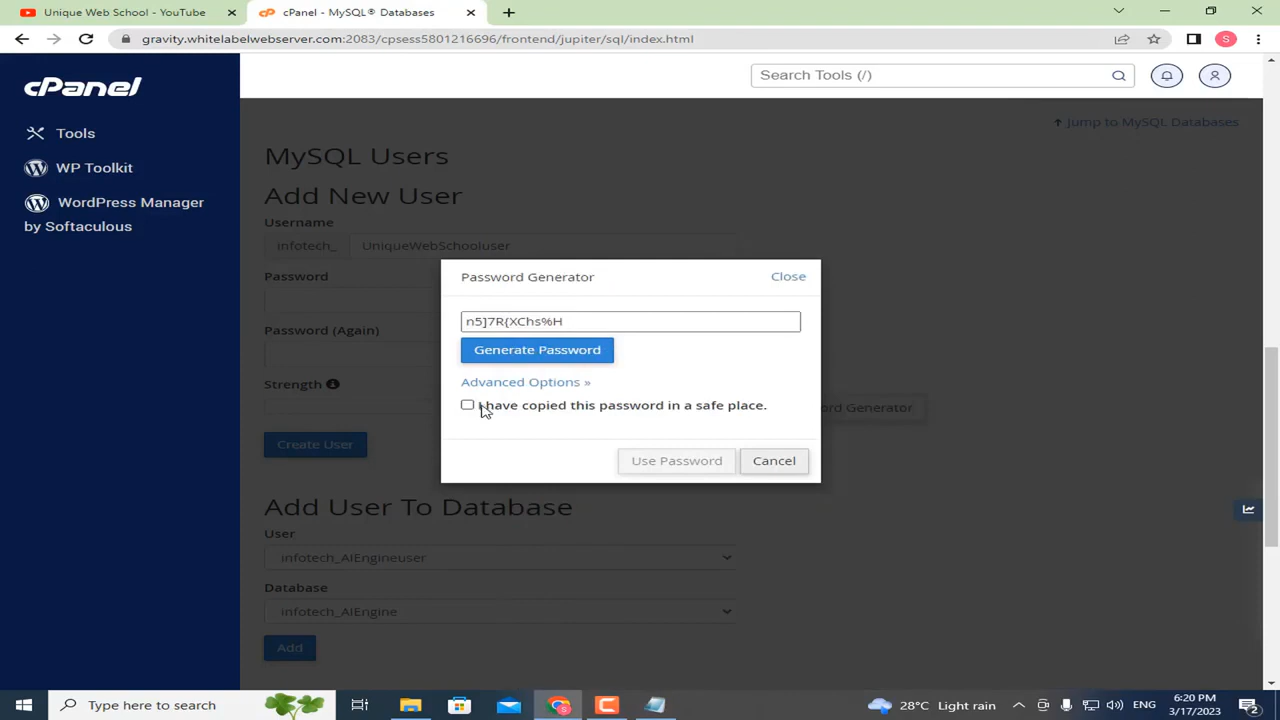 Unique Web School - YouTube
cPanel - MySQL® Databases
gravity.whitelabelwebserver.com:2083/cpsess5801216696/frontend/jupiter/sql/index.html
S
cPanel
Search Tools (/)
Tools
WP Toolkit
WordPress Manager
by Softaculous
Jump to MySQL Databases
MySQL Users
Add New User
Username
infotech_
UniqueWebSchooluser
Password
Password (Again)
Strength
Create User
Password Generator
Close
n5]7R{XChs%H
Generate Password
Advanced Options »
I have copied this password in a safe place.
Use Password
Cancel
rd Generator
Add User To Database
User
infotech_AIEngineuser
Database
infotech_AIEngine
Add
Type here to search
28°C Light rain
ENG
6:20 PM
3/17/2023
2